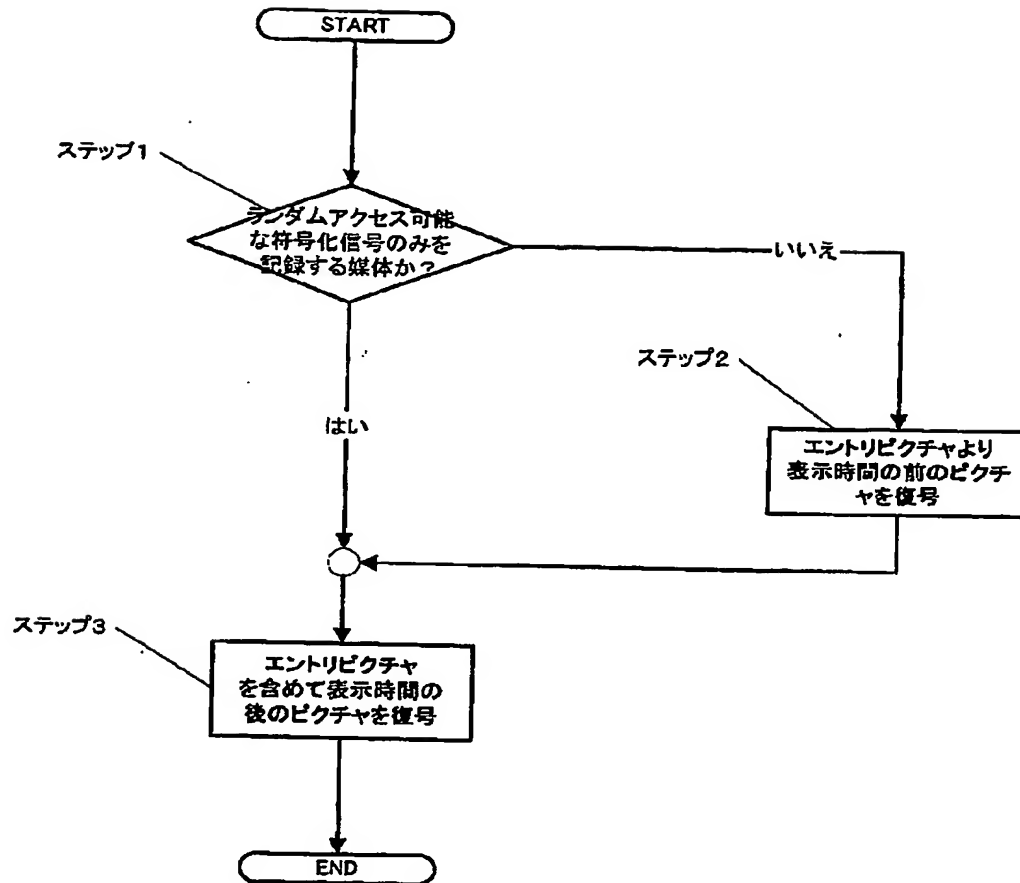 START
ステップ1
ランダムアクセス可能
な符号化信号のみを
記録する媒体か？
いいえ
ステップ2
はい
エントリピクチャより
表示時間の前のピクチ
ャを復号
ステップ3
エントリピクチャ
を含めて表示時間の
後のピクチャを復号
END